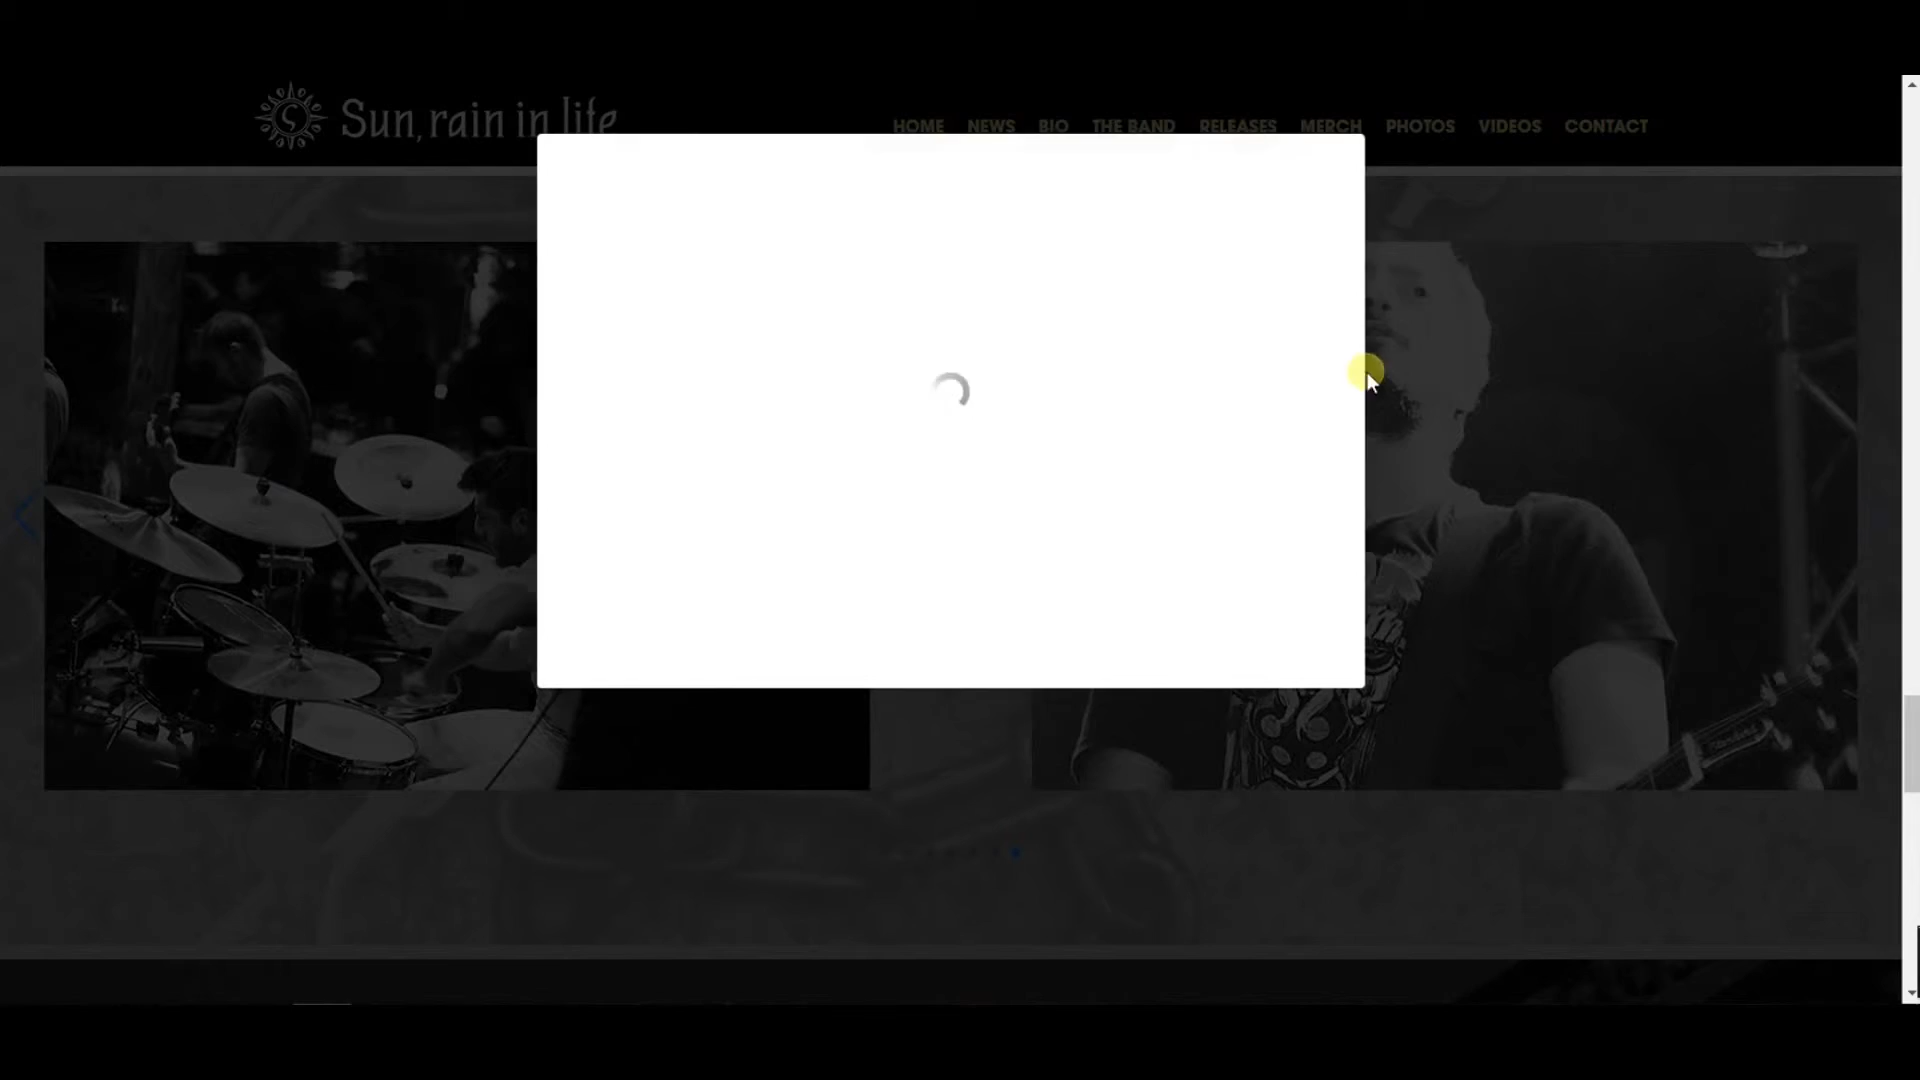 Sun, rain in life
HOME NEWS BIO THE BAND RELEASES MERCH PHOTOS VIDEOS CONTACT